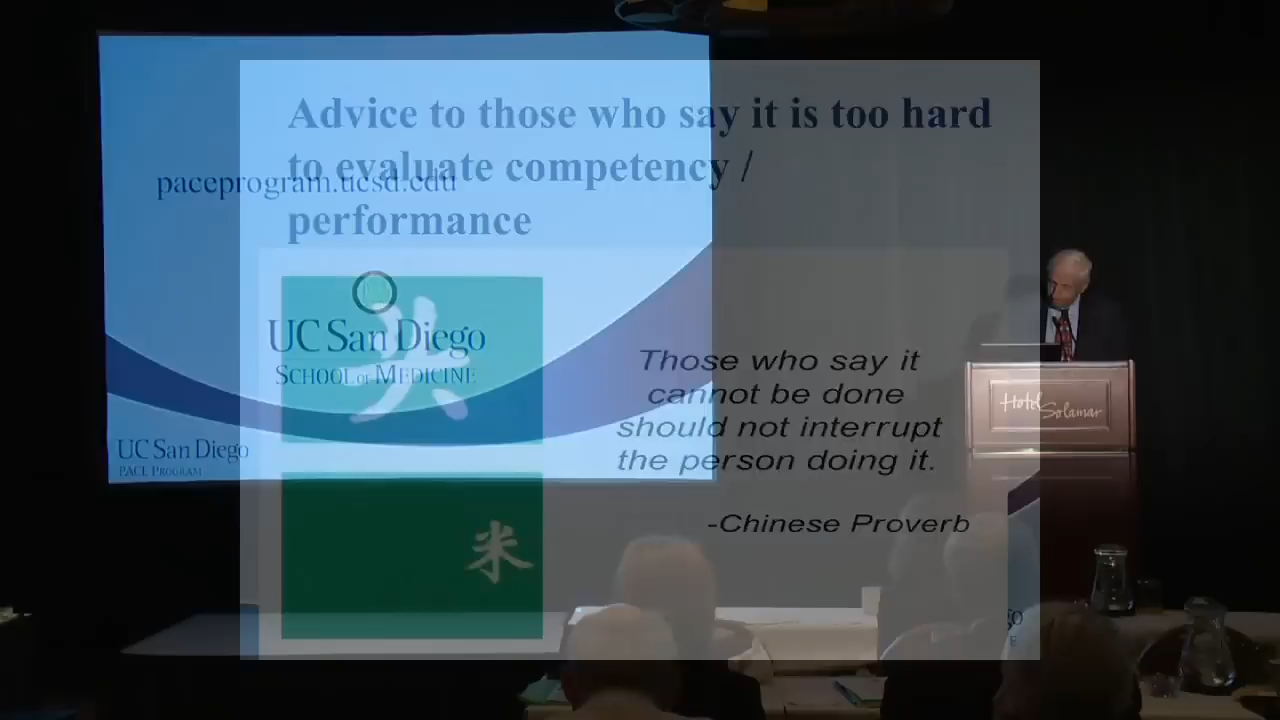 Advice to those who say it is too hard
to evaluate competency /
performance
paceprogram.ucsd.edu
UC San Diego
SCHOOL OF MEDICINE
UC San Diego
PACE PROGRAM
Those who say it
cannot be done
should not interrupt
the person doing it.
-Chinese Proverb
米
Hotel Solamar